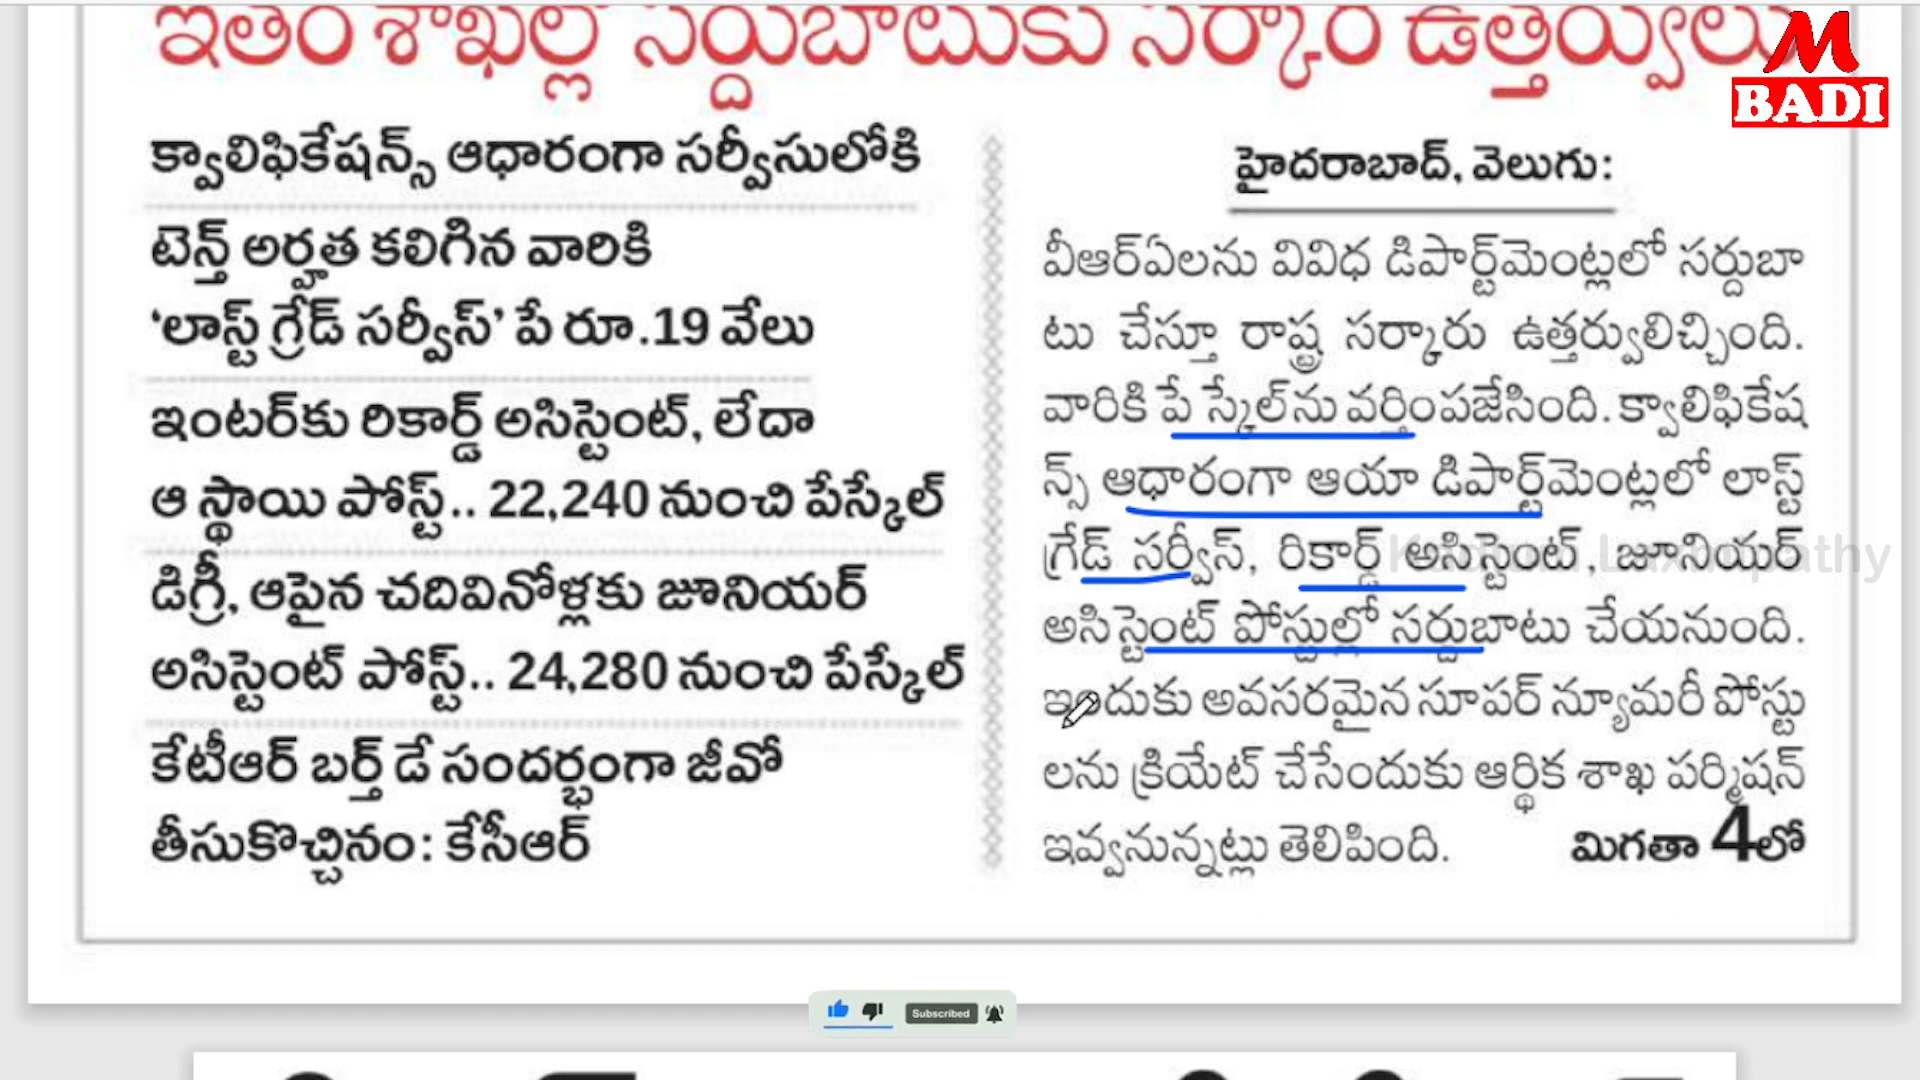 ఇతర శాఖల్లో సర్దుబాటుకు సర్కార్ ఉత్తర్వులు
M
BADI
క్వాలిఫికేషన్స్ ఆధారంగా సర్వీసులోకి
టెన్త్ అర్హత కలిగిన వారికి
‘లాస్ట్ గ్రేడ్ సర్వీస్’ పే రూ.19 వేలు
ఇంటర్‌కు రికార్డ్ అసిస్టెంట్, లేదా
ఆ స్థాయి పోస్ట్.. 22,240 నుంచి పేస్కేల్
డిగ్రీ, ఆపైన చదివినోళ్లకు జూనియర్
అసిస్టెంట్ పోస్ట్.. 24,280 నుంచి పేస్కేల్
కేటీఆర్ బర్త్ డే సందర్భంగా జీవో
తీసుకొచ్చినం: కేసీఆర్
హైదరాబాద్, వెలుగు:
వీఆర్ఏలను వివిధ డిపార్ట్‌మెంట్లలో సర్దుబా
టు చేస్తూ రాష్ట్ర సర్కారు ఉత్తర్వులిచ్చింది.
వారికి పే స్కేల్‌ను వర్తింపజేసింది. క్వాలిఫికేష
న్స్ ఆధారంగా ఆయా డిపార్ట్‌మెంట్లలో లాస్ట్
గ్రేడ్ సర్వీస్, రికార్డ్ అసిస్టెంట్, జూనియర్
అసిస్టెంట్ పోస్టుల్లో సర్దుబాటు చేయనుంది.
ఇందుకు అవసరమైన సూపర్ న్యూమరీ పోస్టు
లను క్రియేట్ చేసేందుకు ఆర్థిక శాఖ పర్మిషన్
ఇవ్వనున్నట్లు తెలిపింది. మిగతా 4లో
Subscribed